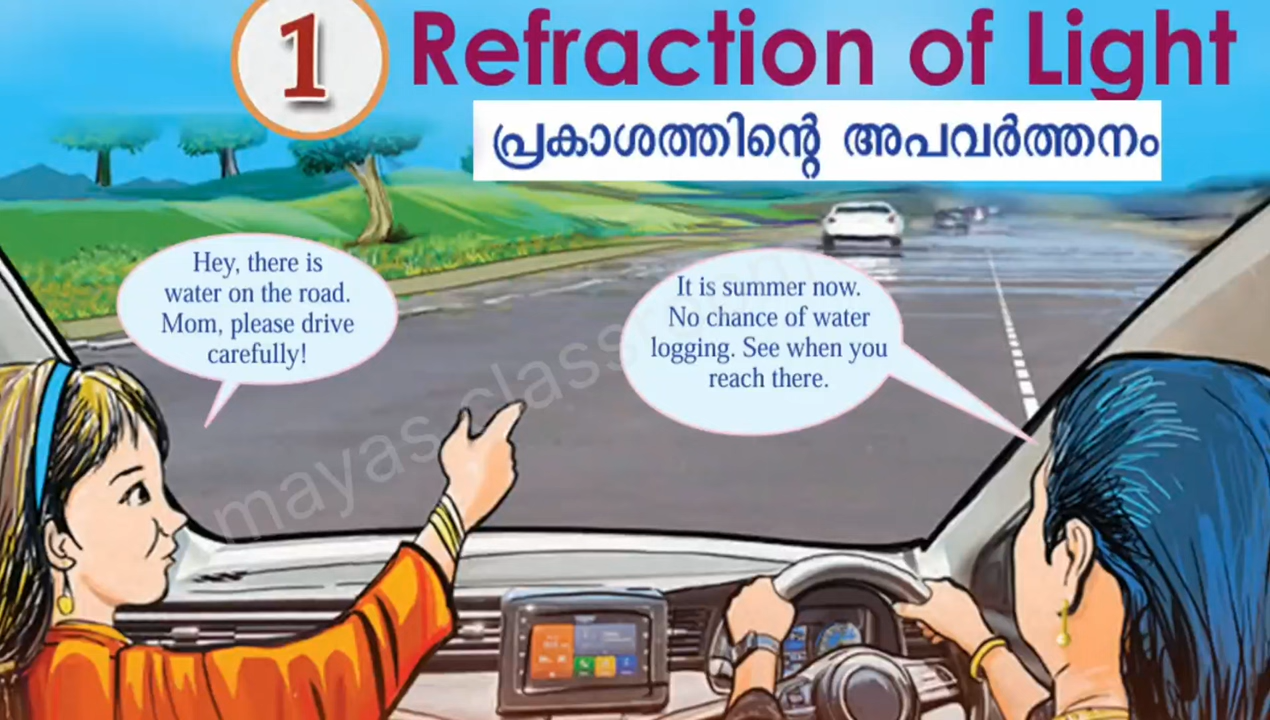 1
Refraction of Light
പ്രകാശത്തിന്റെ അപവർത്തനം
Hey, there is
water on the road.
Mom, please drive
carefully!
It is summer now.
No chance of water
logging. See when you
reach there.